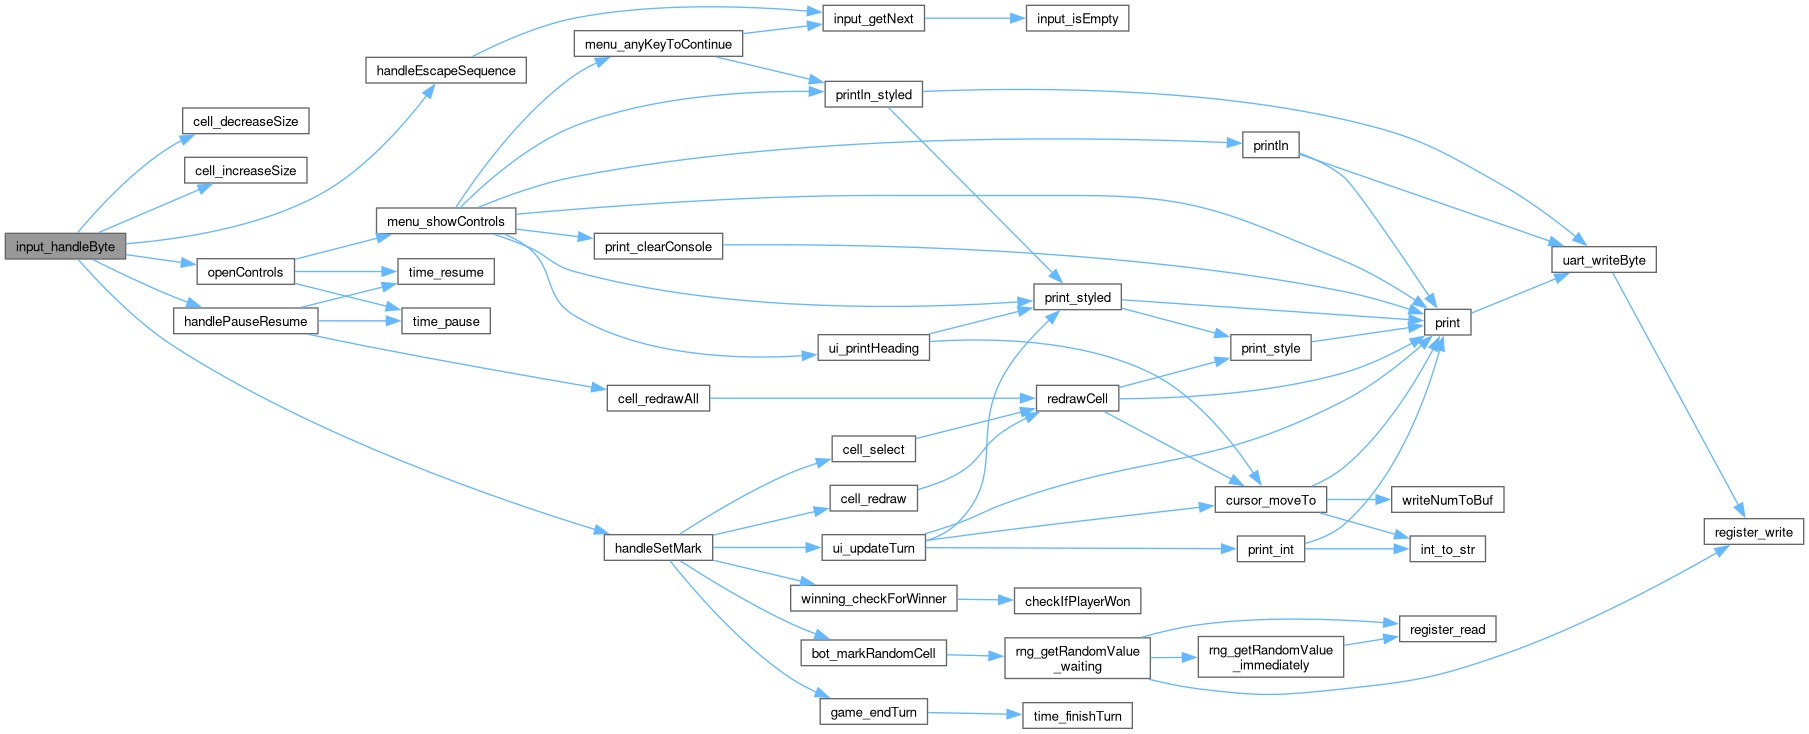 input_getNext
input_isEmpty
menu_anyKeyToContinue
handleEscapeSequence
println_styled
cell_decreaseSize
println
cell_increaseSize
menu_showControls
input_handleByte
print_clearConsole
uart_writeByte
openControls
time_resume
print_styled
handlePauseResume
time_pause
print
ui_printHeading
print_style
cell_redrawAll
redrawCell
cell_select
cell_redraw
cursor_moveTo
writeNumToBuf
register_write
handleSetMark
ui_updateTurn
print_int
int_to_str
winning_checkForWinner
checkIfPlayerWon
register_read
bot_markRandomCell
rng_getRandomValue
_waiting
rng_getRandomValue
_immediately
game_endTurn
time_finishTurn